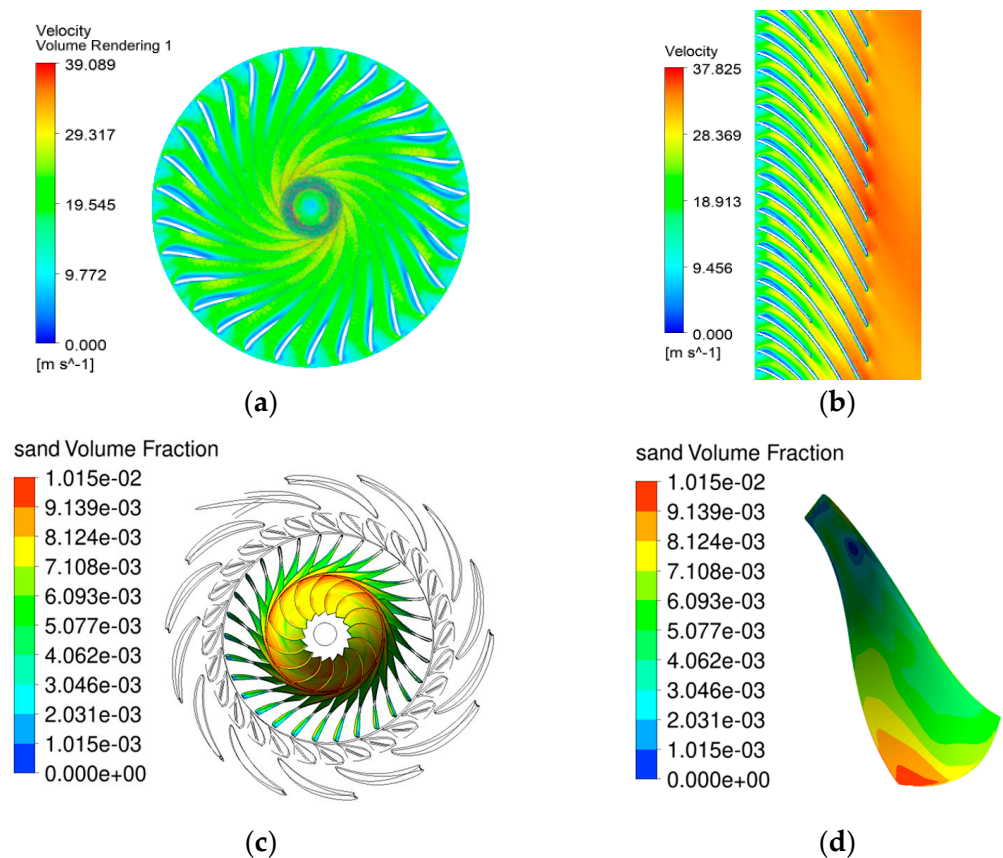 Velocity
Volume Rendering 1
39.089
29.317
19.545
9.772
0.000
[m s^-1]
(a)
Velocity
37.825
28.369
18.913
9.456
0.000
[m s^-1]
(b)
sand Volume Fraction
1.015e-02
9.139e-03
8.124e-03
7.108e-03
6.093e-03
5.077e-03
4.062e-03
3.046e-03
2.031e-03
1.015e-03
0.000e+00
(c)
sand Volume Fraction
1.015e-02
9.139e-03
8.124e-03
7.108e-03
6.093e-03
5.077e-03
4.062e-03
3.046e-03
2.031e-03
1.015e-03
0.000e+00
(d)